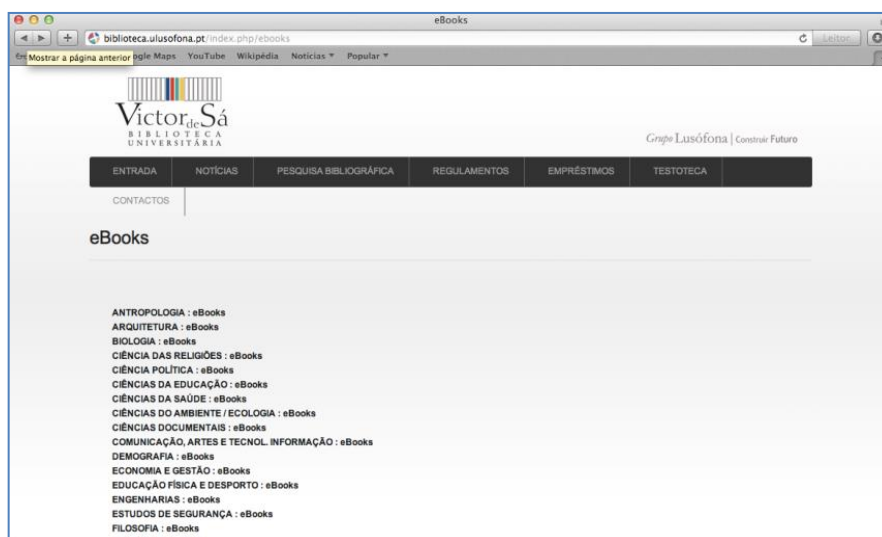 eBooks
biblioteca.ulusofona.pt/index.php/ebooks
Leitor
Mostrar a página anterior
ogle Maps YouTube Wikipédia Notícias Popular
Victor de Sá
BIBLIOTECA
UNIVERSITÁRIA
Grupo Lusófona | Construir Futuro
ENTRADA NOTÍCIAS PESQUISA BIBLIOGRÁFICA REGULAMENTOS EMPRÉSTIMOS TESTOTECA
CONTACTOS
eBooks
ANTROPOLOGIA : eBooks
ARQUITETURA : eBooks
BIOLOGIA : eBooks
CIÊNCIA DAS RELIGIÕES : eBooks
CIÊNCIA POLÍTICA : eBooks
CIÊNCIAS DA EDUCAÇÃO : eBooks
CIÊNCIAS DA SAÚDE : eBooks
CIÊNCIAS DO AMBIENTE / ECOLOGIA : eBooks
CIÊNCIAS DOCUMENTAIS : eBooks
COMUNICAÇÃO, ARTES E TECNOL. INFORMAÇÃO : eBooks
DEMOGRAFIA : eBooks
ECONOMIA E GESTÃO : eBooks
EDUCAÇÃO FÍSICA E DESPORTO : eBooks
ENGENHARIAS : eBooks
ESTUDOS DE SEGURANÇA : eBooks
FILOSOFIA : eBooks